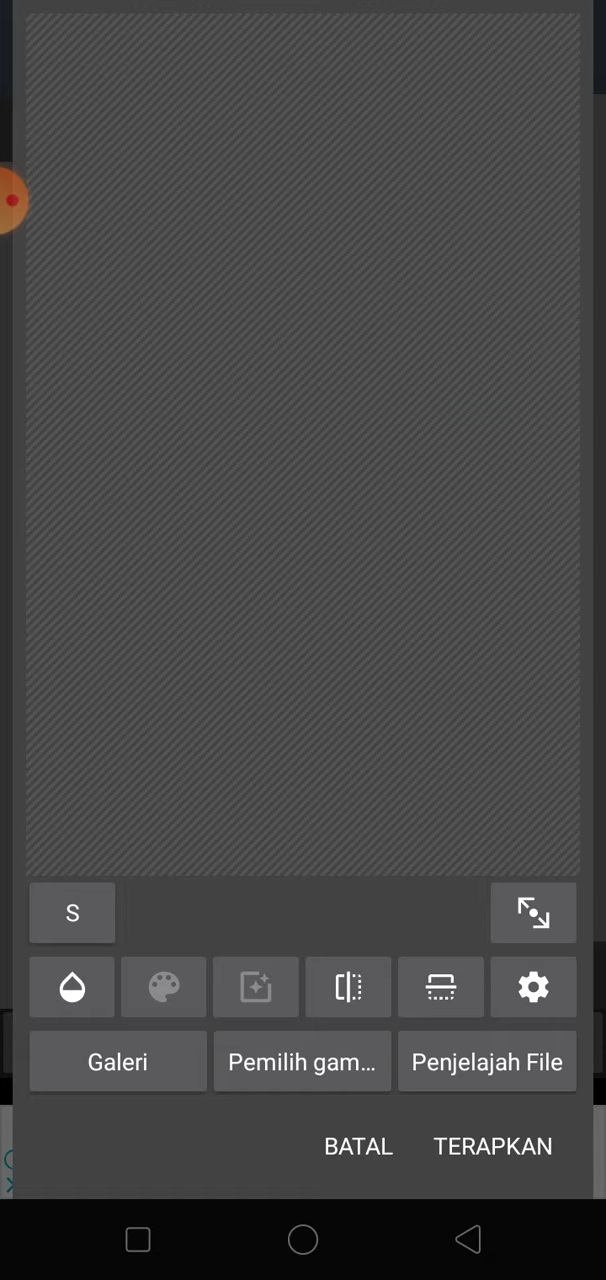 S
Galeri
Pemilih gam...
Penjelajah File
BATAL
TERAPKAN